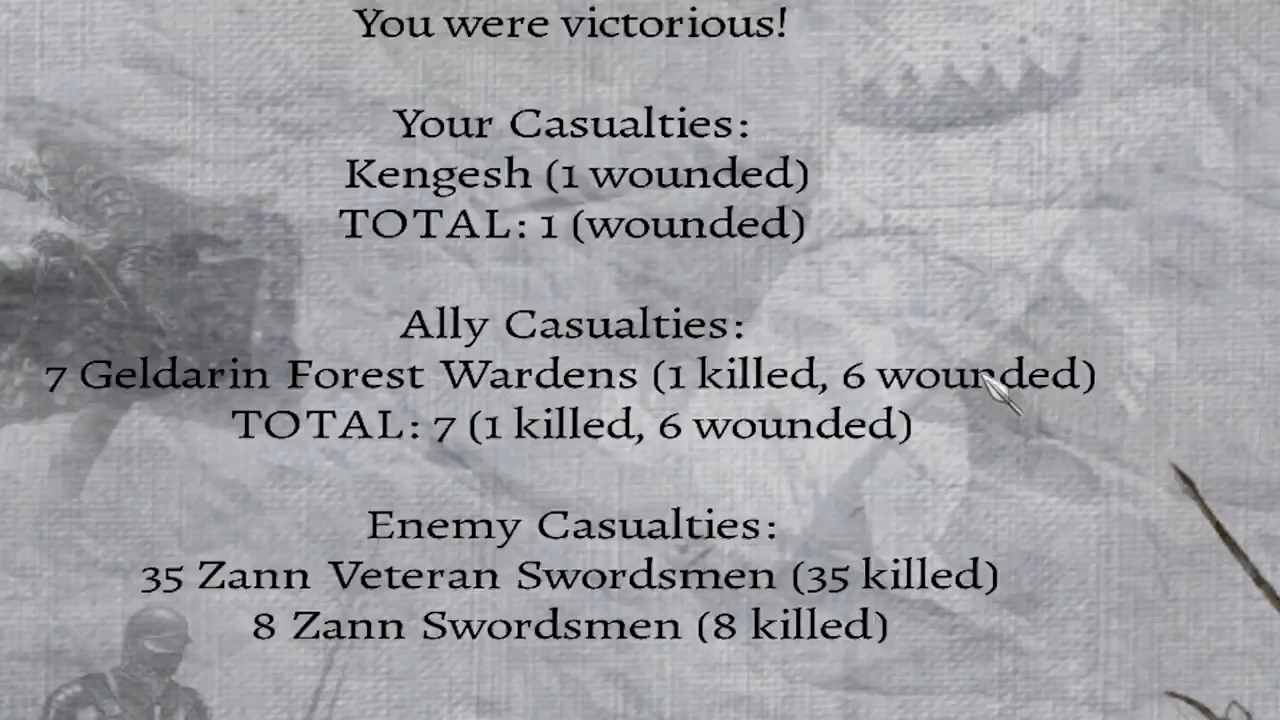 You were victorious!
Your Casualties:
Kengesh (1 wounded)
TOTAL: 1 (wounded)
Ally Casualties:
7 Geldarin Forest Wardens (1 killed, 6 wounded)
TOTAL: 7 (1 killed, 6 wounded)
Enemy Casualties:
35 Zann Veteran Swordsmen (35 killed)
8 Zann Swordsmen (8 killed)